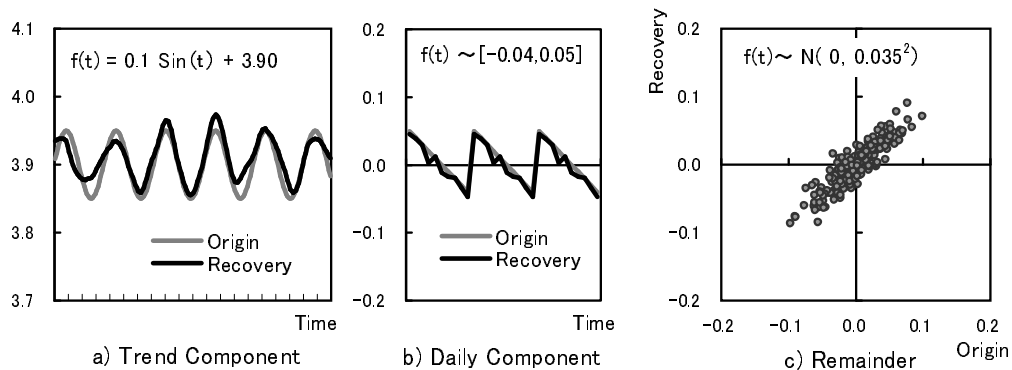 4.1
4.0
3.9
3.8
3.7
f(t) = 0.1 Sin(t) + 3.90
Origin
Recovery
Time
a) Trend Component
0.2
0.1
0.0
-0.1
-0.2
f(t) ~[-0.04,0.05]
Origin
Recovery
Time
b) Daily Component
Recovery
0.2
0.1
0.0
-0.1
-0.2
f(t)~ N( 0, 0.035²)
-0.2 -0.1 0.0 0.1 0.2
Origin
c) Remainder